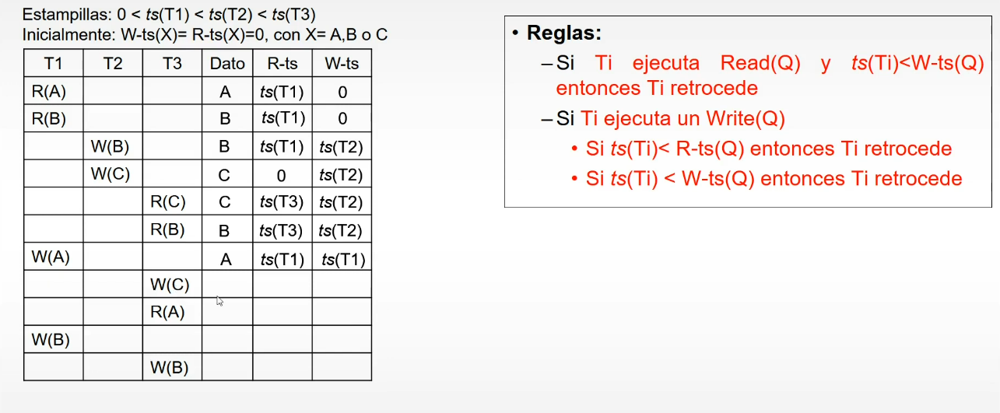 Estampillas: 0 < ts(T1) < ts(T2) < ts(T3)
Inicialmente: W-ts(X)= R-ts(X)=0, con X= A,B o C
T1 T2 T3 Dato R-ts W-ts
R(A) A ts(T1) 0
R(B) B ts(T1) 0
W(B) B ts(T1) ts(T2)
W(C) C 0 ts(T2)
R(C) C ts(T3) ts(T2)
R(B) B ts(T3) ts(T2)
W(A) A ts(T1) ts(T1)
W(C)
R(A)
W(B)
W(B)
• Reglas:
–Si Ti ejecuta Read(Q) y ts(Ti)<W-ts(Q)
entonces Ti retrocede
–Si Ti ejecuta un Write(Q)
• Si ts(Ti)< R-ts(Q) entonces Ti retrocede
• Si ts(Ti) < W-ts(Q) entonces Ti retrocede